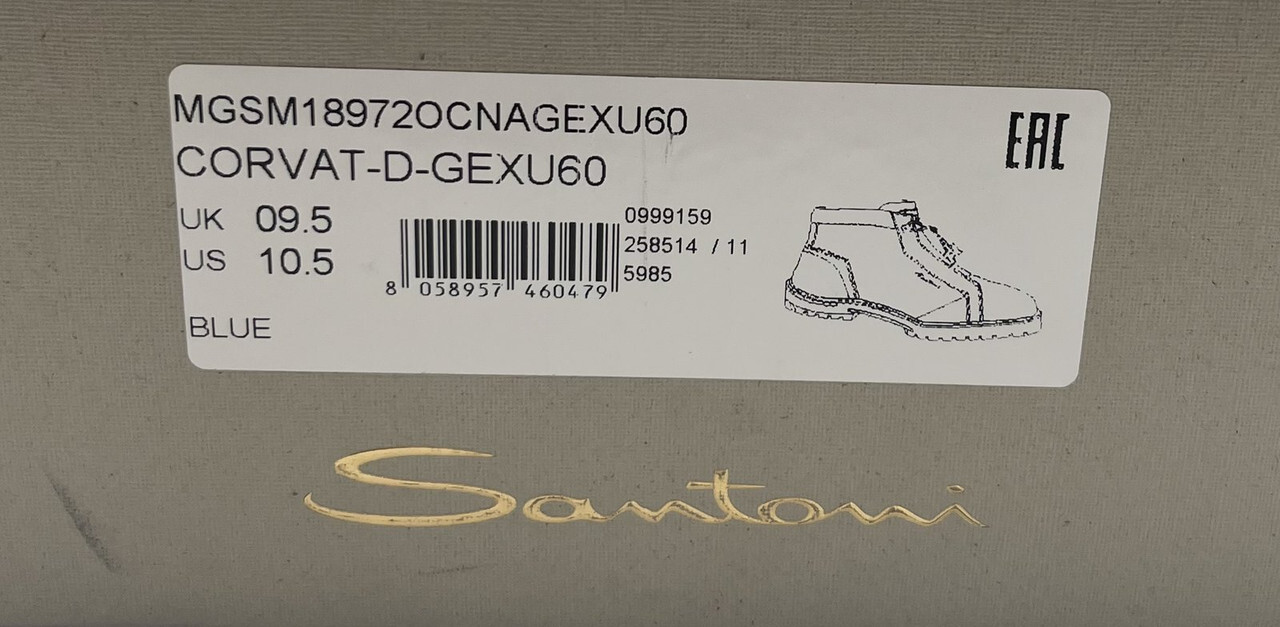 MGSM18972OCNAGEXU60
EAC
CORVAT-D-GEXU60
UK 09.5
US 10.5
0999159
258514 / 11
5985
8 058957 460479
BLUE
Santoni